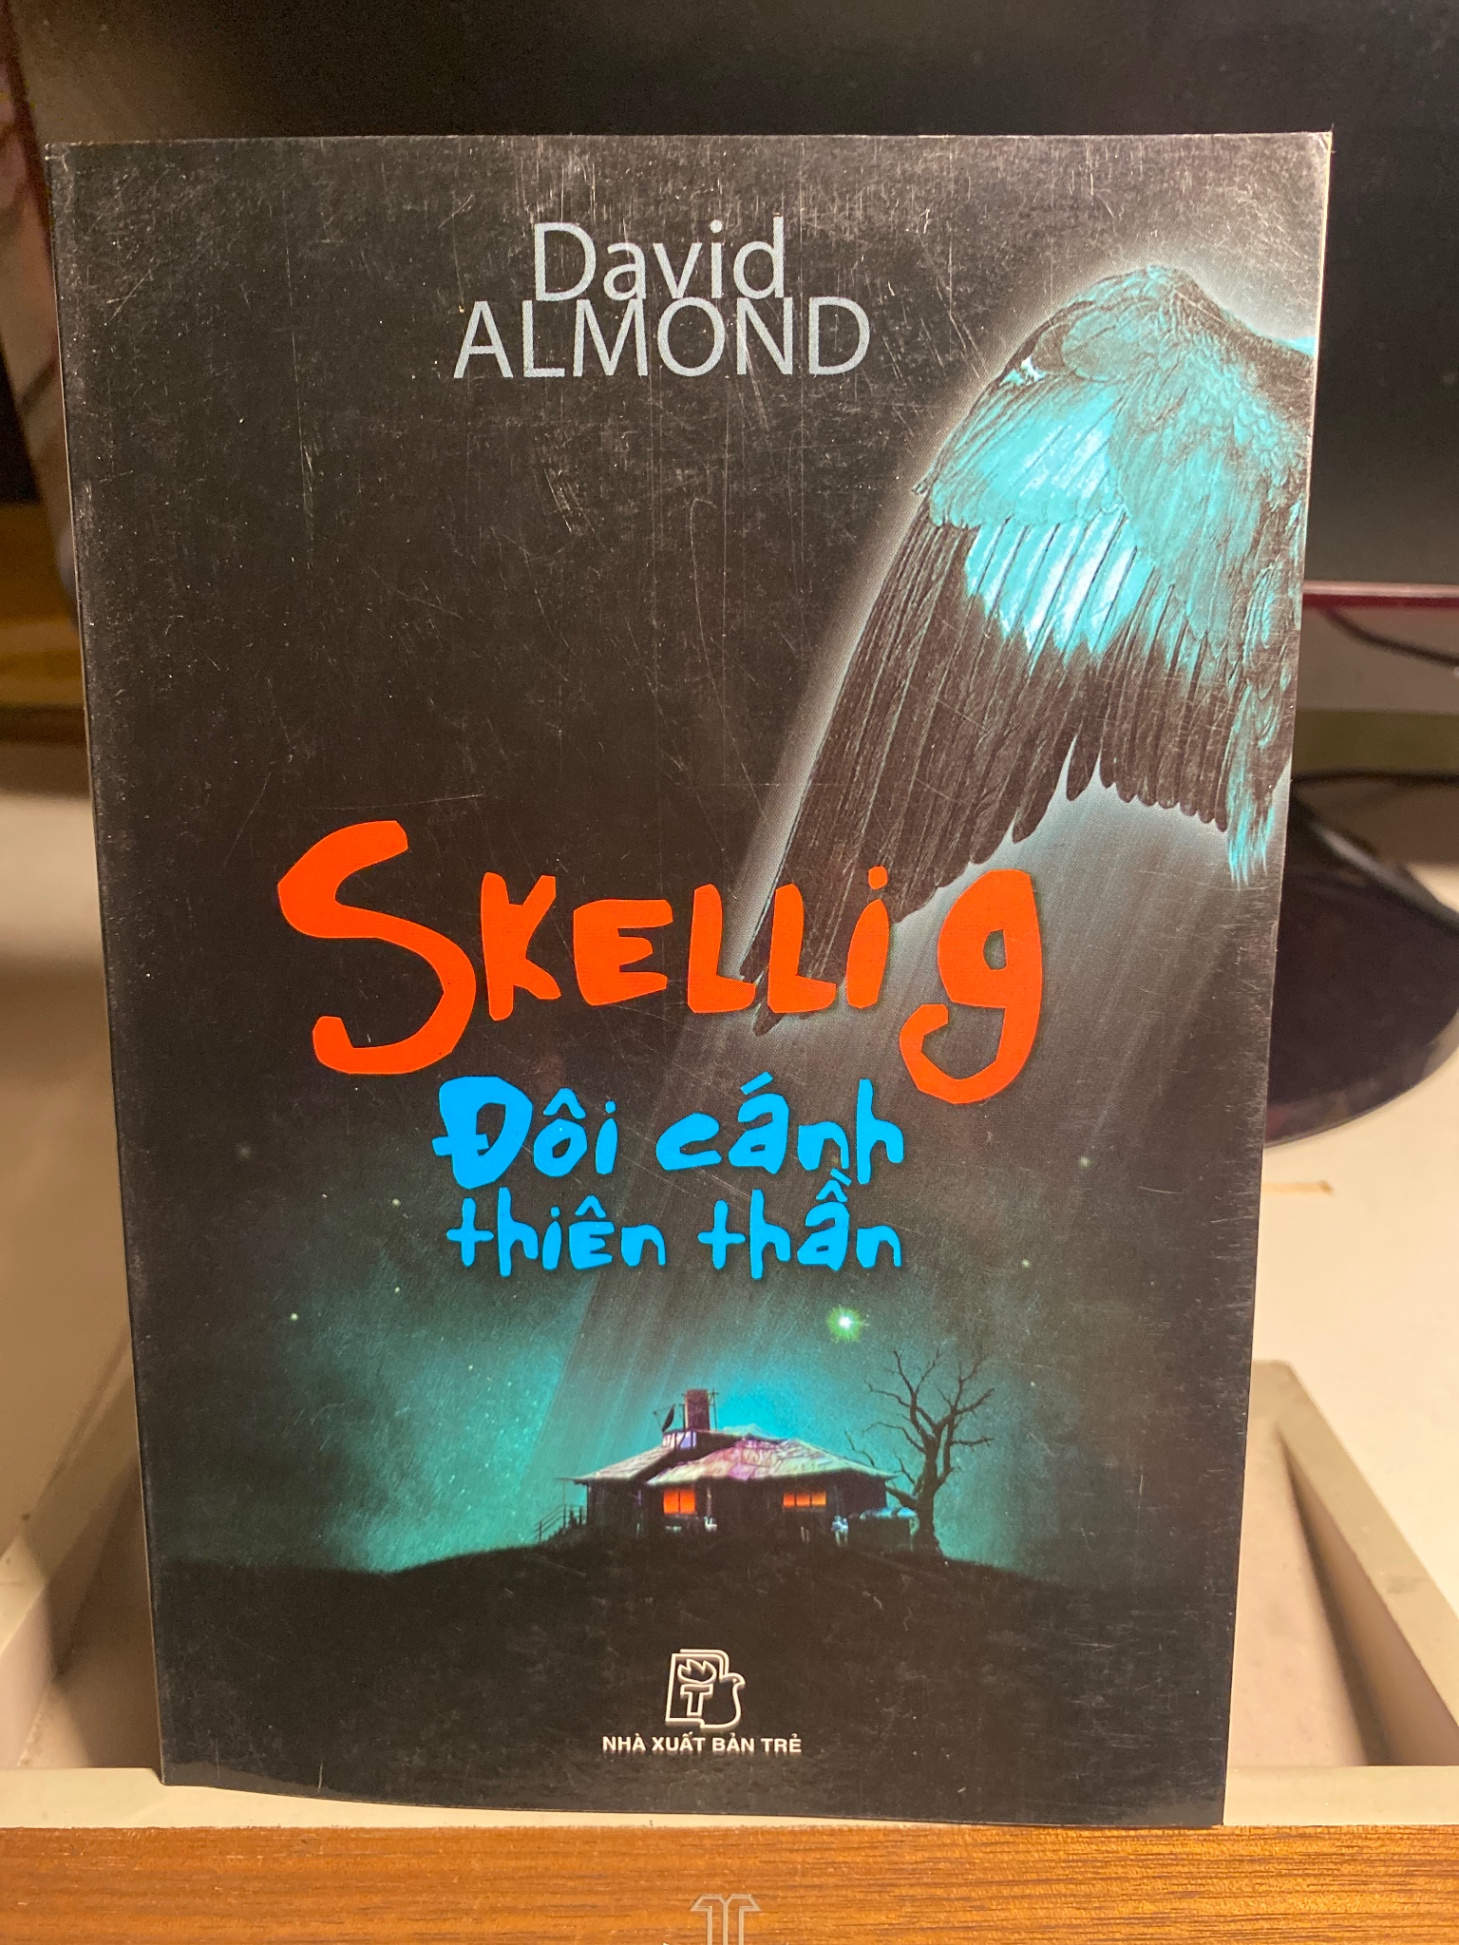 David
ALMOND
SKELLig
Đôi cánh
thiên thần
T
NHÀ XUẤT BẢN TRẺ